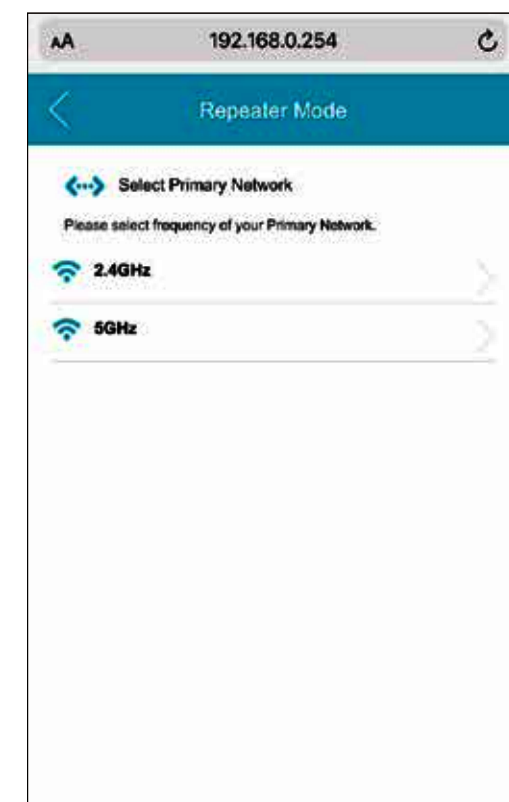 AA
192.168.0.254
Repeater Mode
Select Primary Network
Please select frequency of your Primary Network.
2.4GHz
5GHz